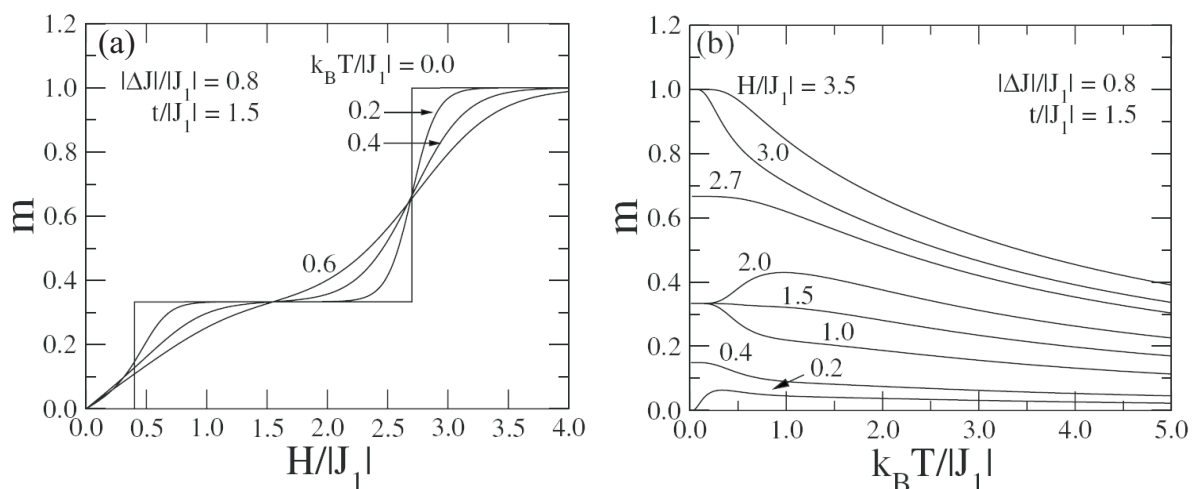 (a)
1.2
1.0
0.8
0.6
0.4
0.2
0.0
m
|ΔJ|/|J₁| = 0.8
t/|J₁| = 1.5
k_B T/|J₁| = 0.0
0.2
0.4
0.6
0.0 0.5 1.0 1.5 2.0 2.5 3.0 3.5 4.0
H/|J₁|
(b)
1.2
1.0
0.8
0.6
0.4
0.2
0.0
m
H/|J₁| = 3.5
|ΔJ|/|J₁| = 0.8
t/|J₁| = 1.5
3.0
2.7
2.0
1.5
1.0
0.4
0.2
0.0 1.0 2.0 3.0 4.0 5.0
k_B T/|J₁|